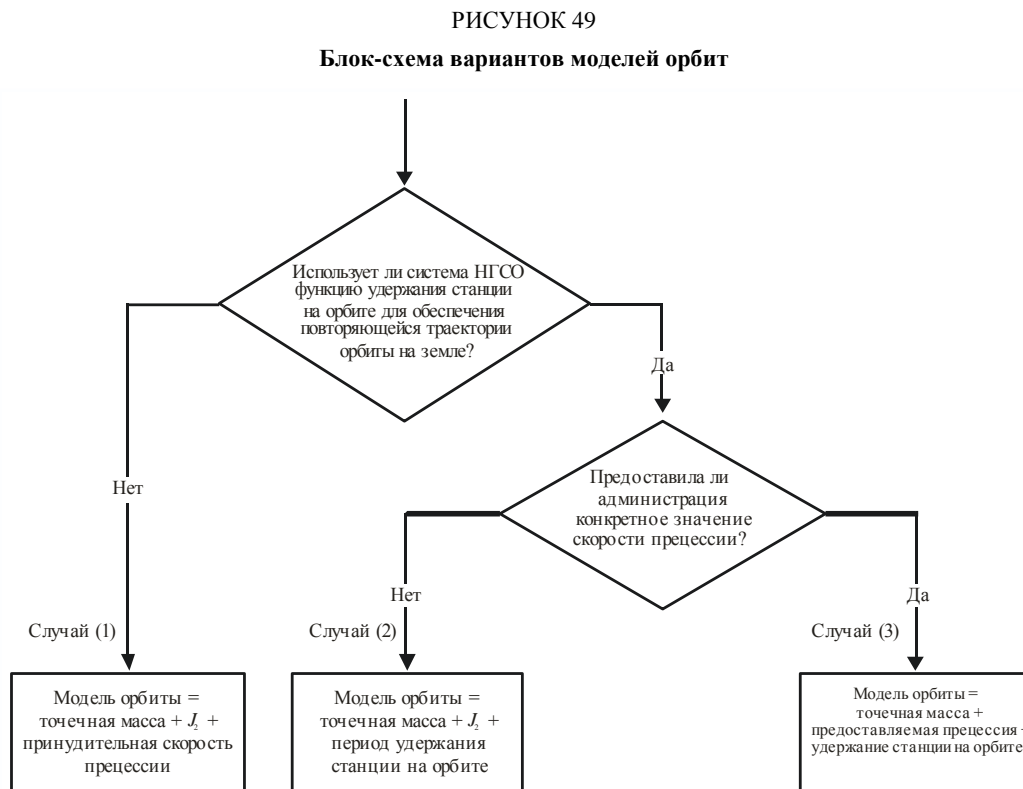 РИСУНОК 49
Блок-схема вариантов моделей орбит
Использует ли система НГСО
функцию удержания станции
на орбите для обеспечения
повторяющейся траектории
орбиты на земле?
Да
Нет
Предоставила ли
администрация
конкретное значение
скорости прецессии?
Нет
Да
Случай (1)
Случай (2)
Случай (3)
Модель орбиты =
точечная масса + J₂ +
принудительная скорость
прецессии
Модель орбиты =
точечная масса + J₂ +
период удержания
станции на орбите
Модель орбиты =
точечная масса +
предоставляемая прецессия +
удержание станции на орбите